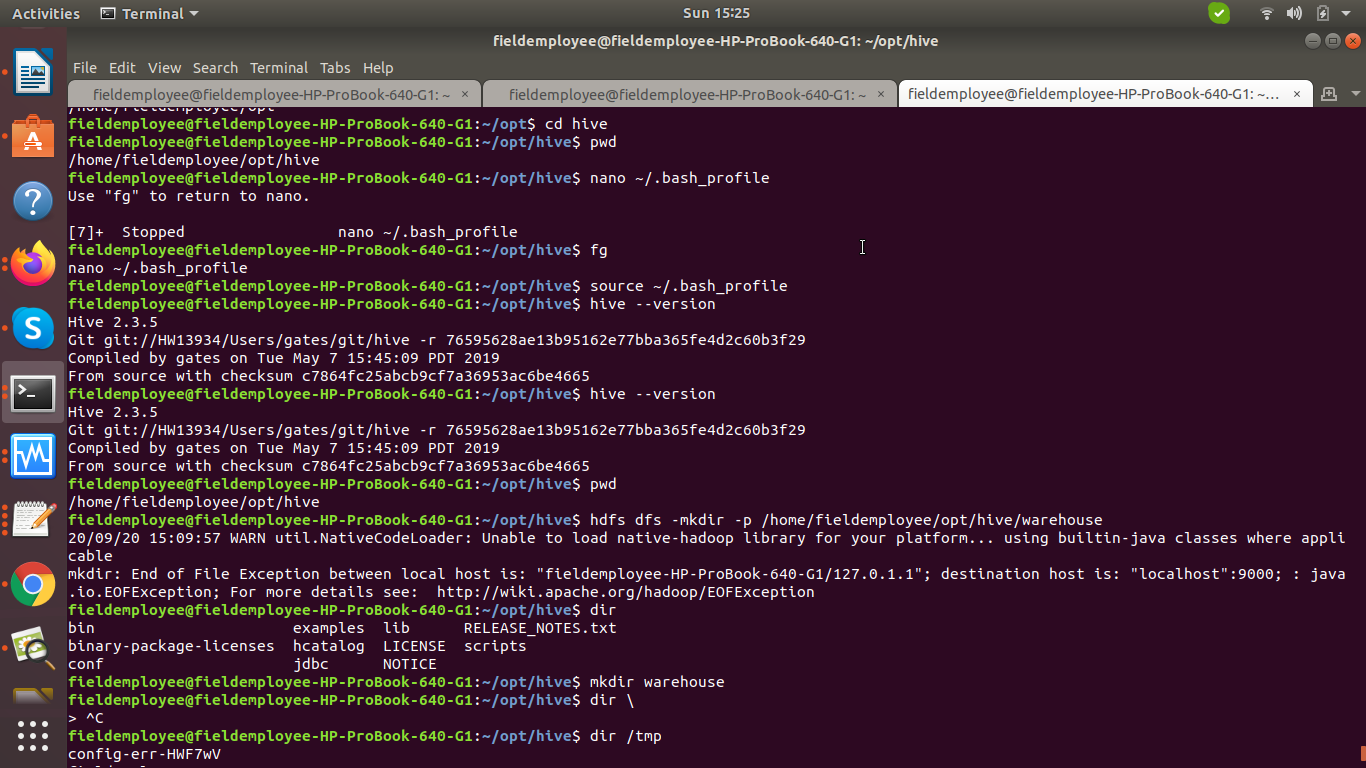 Activities
Terminal
Sun 15:25
fieldemployee@fieldemployee-HP-ProBook-640-G1: ~/opt/hive
File Edit View Search Terminal Tabs Help
fieldemployee@fieldemployee-HP-ProBook-640-G1: ~ ×
fieldemployee@fieldemployee-HP-ProBook-640-G1: ~ ×
fieldemployee@fieldemployee-HP-ProBook-640-G1: ~... ×
/home/fieldemployee/opt
fieldemployee@fieldemployee-HP-ProBook-640-G1:~/opt$ cd hive
fieldemployee@fieldemployee-HP-ProBook-640-G1:~/opt/hive$ pwd
/home/fieldemployee/opt/hive
fieldemployee@fieldemployee-HP-ProBook-640-G1:~/opt/hive$ nano ~/.bash_profile
Use "fg" to return to nano.
[7]+  Stopped                 nano ~/.bash_profile
fieldemployee@fieldemployee-HP-ProBook-640-G1:~/opt/hive$ fg
nano ~/.bash_profile
fieldemployee@fieldemployee-HP-ProBook-640-G1:~/opt/hive$ source ~/.bash_profile
fieldemployee@fieldemployee-HP-ProBook-640-G1:~/opt/hive$ hive --version
Hive 2.3.5
Git git://HW13934/Users/gates/git/hive -r 76595628ae13b95162e77bba365fe4d2c60b3f29
Compiled by gates on Tue May 7 15:45:09 PDT 2019
From source with checksum c7864fc25abcb9cf7a36953ac6be4665
fieldemployee@fieldemployee-HP-ProBook-640-G1:~/opt/hive$ hive --version
Hive 2.3.5
Git git://HW13934/Users/gates/git/hive -r 76595628ae13b95162e77bba365fe4d2c60b3f29
Compiled by gates on Tue May 7 15:45:09 PDT 2019
From source with checksum c7864fc25abcb9cf7a36953ac6be4665
fieldemployee@fieldemployee-HP-ProBook-640-G1:~/opt/hive$ pwd
/home/fieldemployee/opt/hive
fieldemployee@fieldemployee-HP-ProBook-640-G1:~/opt/hive$ hdfs dfs -mkdir -p /home/fieldemployee/opt/hive/warehouse
20/09/20 15:09:57 WARN util.NativeCodeLoader: Unable to load native-hadoop library for your platform... using builtin-java classes where appli
cable
mkdir: End of File Exception between local host is: "fieldemployee-HP-ProBook-640-G1/127.0.1.1"; destination host is: "localhost":9000; : java
.io.EOFException; For more details see:  http://wiki.apache.org/hadoop/EOFException
fieldemployee@fieldemployee-HP-ProBook-640-G1:~/opt/hive$ dir
bin                      examples  lib      RELEASE_NOTES.txt
binary-package-licenses  hcatalog  LICENSE  scripts
conf                     jdbc      NOTICE
fieldemployee@fieldemployee-HP-ProBook-640-G1:~/opt/hive$ mkdir warehouse
fieldemployee@fieldemployee-HP-ProBook-640-G1:~/opt/hive$ dir \
> ^C
fieldemployee@fieldemployee-HP-ProBook-640-G1:~/opt/hive$ dir /tmp
config-err-HWF7wV